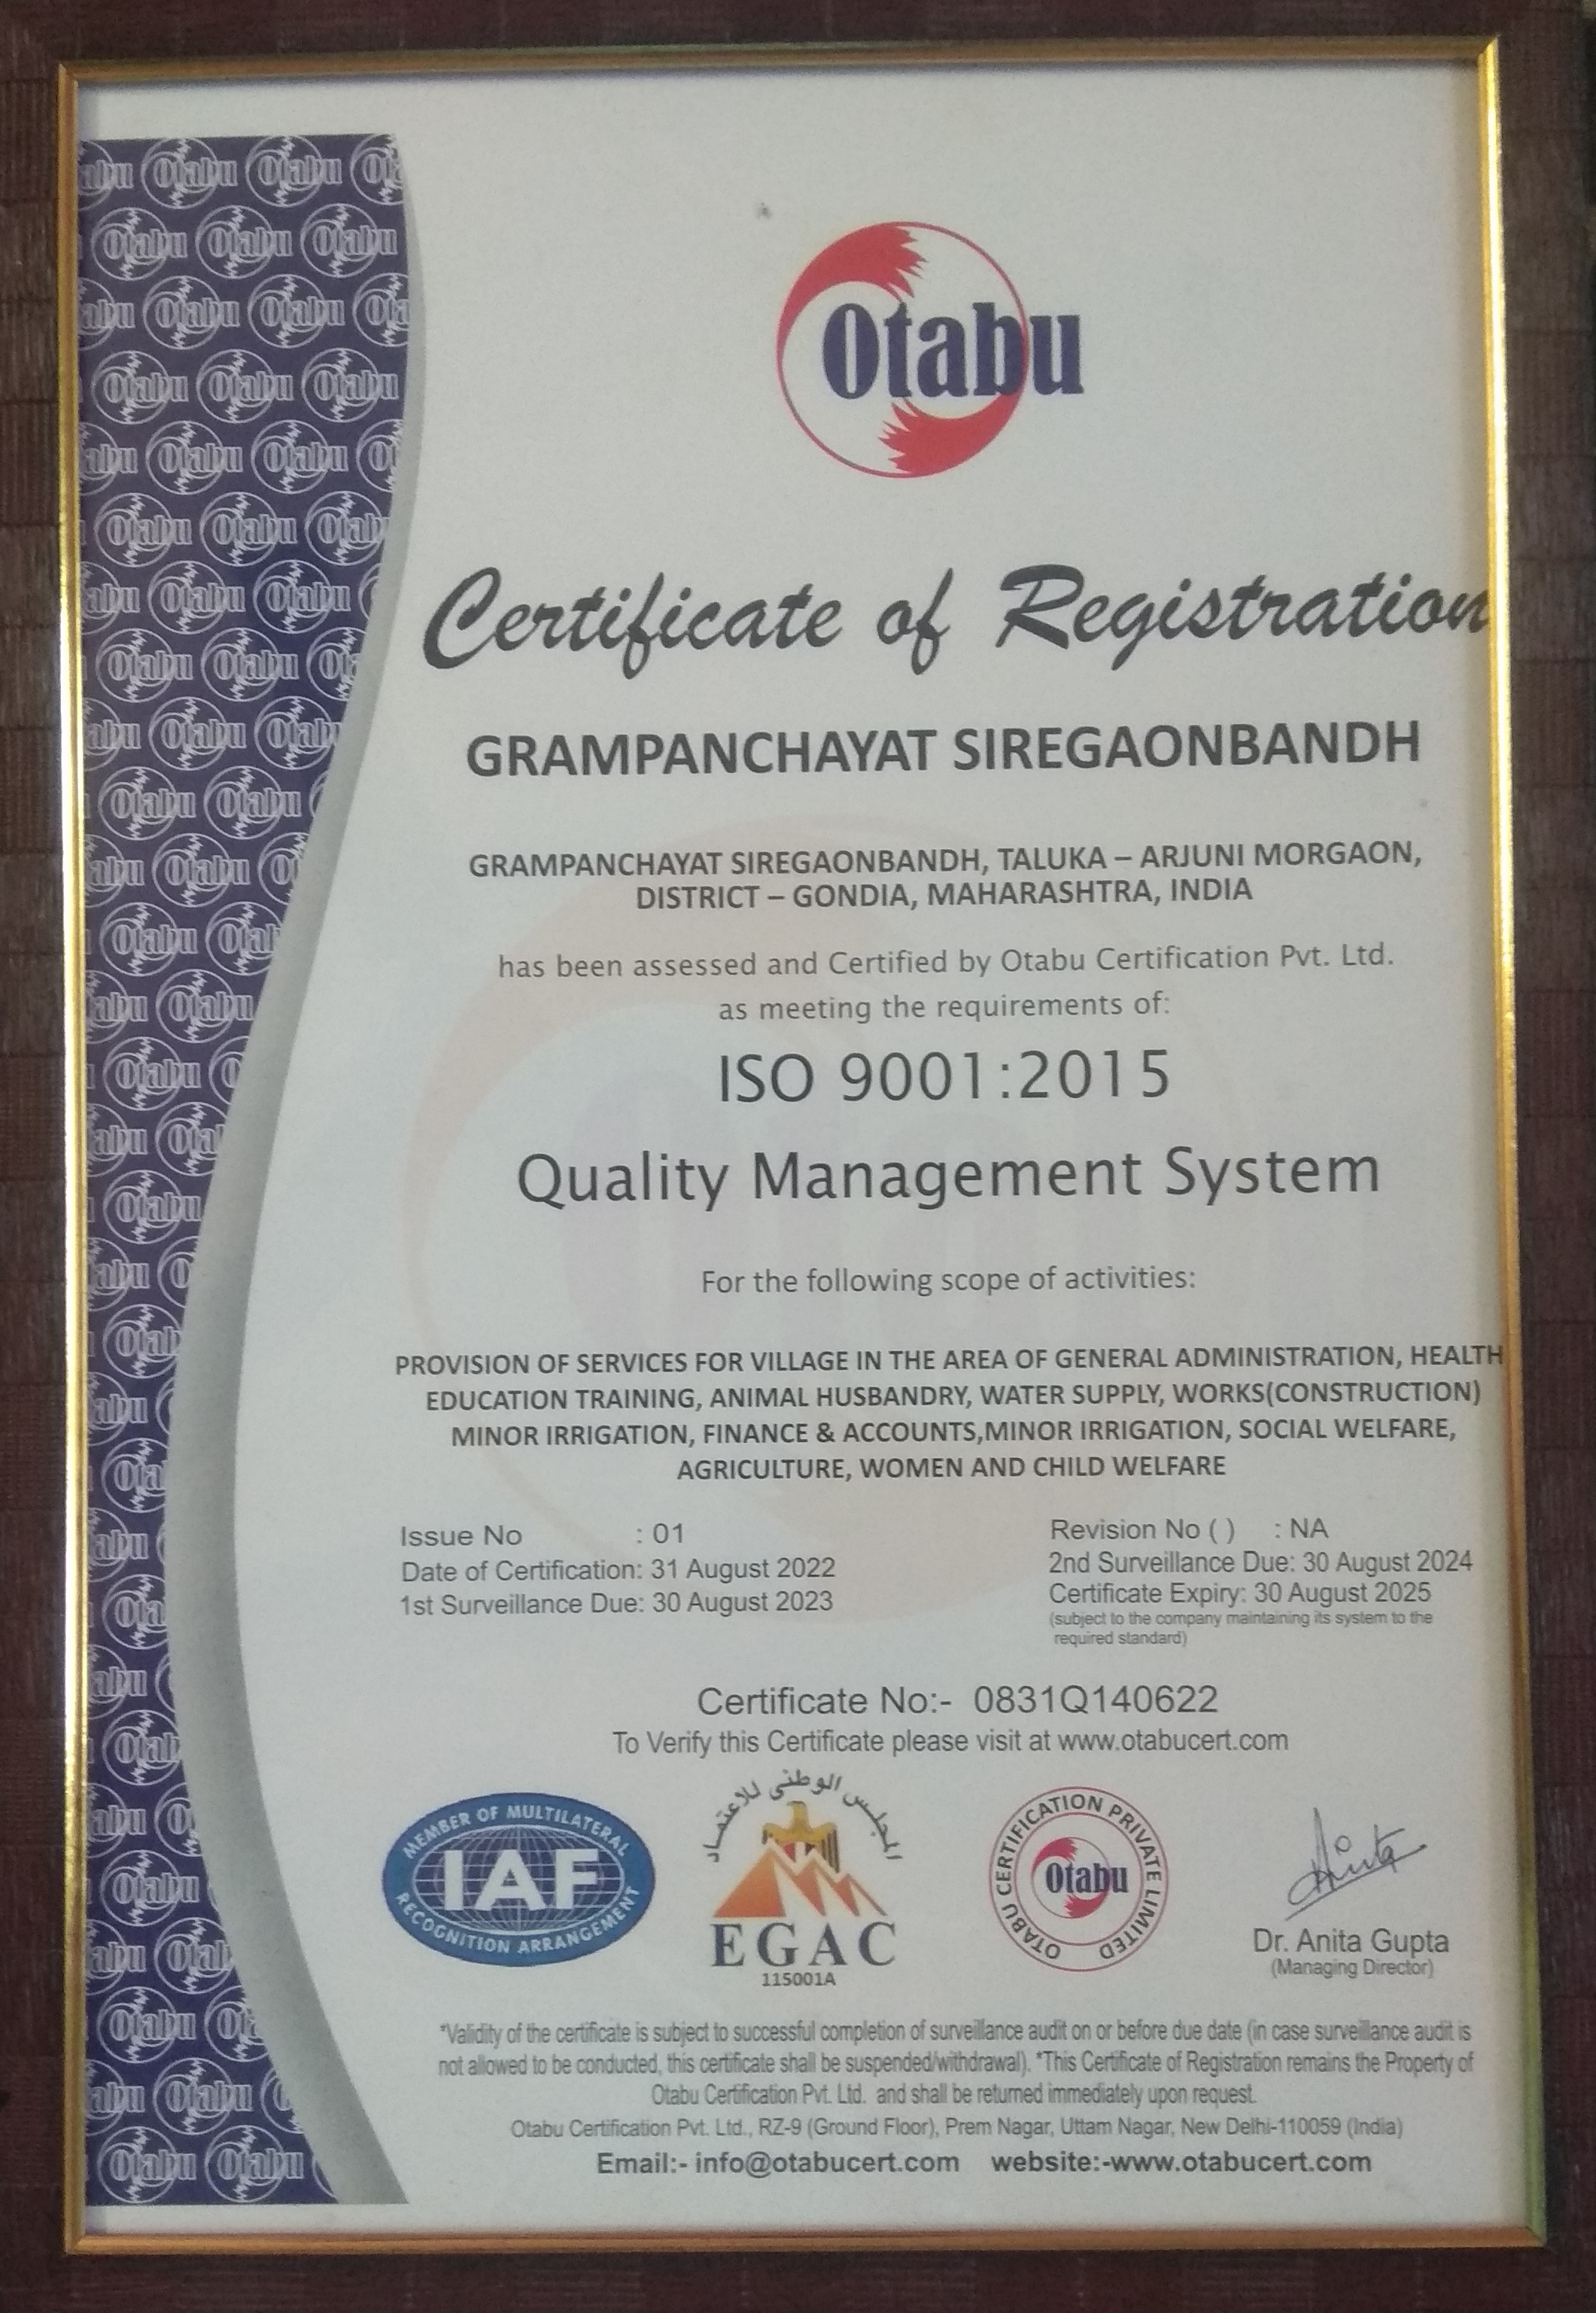 Otabu
Certificate of Registration
GRAMPANCHAYAT SIREGAONBANDH
GRAMPANCHAYAT SIREGAONBANDH, TALUKA – ARJUNI MORGAON,
DISTRICT – GONDIA, MAHARASHTRA, INDIA
has been assessed and Certified by Otabu Certification Pvt. Ltd.
as meeting the requirements of:
ISO 9001:2015
Quality Management System
For the following scope of activities:
PROVISION OF SERVICES FOR VILLAGE IN THE AREA OF GENERAL ADMINISTRATION, HEALTH
EDUCATION TRAINING, ANIMAL HUSBANDRY, WATER SUPPLY, WORKS(CONSTRUCTION)
MINOR IRRIGATION, FINANCE & ACCOUNTS,MINOR IRRIGATION, SOCIAL WELFARE,
AGRICULTURE, WOMEN AND CHILD WELFARE
Issue No : 01
Date of Certification: 31 August 2022
1st Surveillance Due: 30 August 2023
Revision No ( ) : NA
2nd Surveillance Due: 30 August 2024
Certificate Expiry: 30 August 2025
(subject to the company maintaining its system to the
required standard)
Certificate No:- 0831Q140622
To Verify this Certificate please visit at www.otabucert.com
MEMBER OF MULTILATERAL
IAF
RECOGNITION ARRANGEMENT
المجلس الوطني للاعتماد
EGAC
115001A
OTABU CERTIFICATION PRIVATE LIMITED
Otabu
Anita
Dr. Anita Gupta
(Managing Director)
*Validity of the certificate is subject to successful completion of surveillance audit on or before due date (in case surveillance audit is
not allowed to be conducted, this certificate shall be suspended/withdrawal). *This Certificate of Registration remains the Property of
Otabu Certification Pvt. Ltd. and shall be returned immediately upon request.
Otabu Certification Pvt. Ltd., RZ-9 (Ground Floor), Prem Nagar, Uttam Nagar, New Delhi-110059 (India)
Email:- info@otabucert.com website:-www.otabucert.com